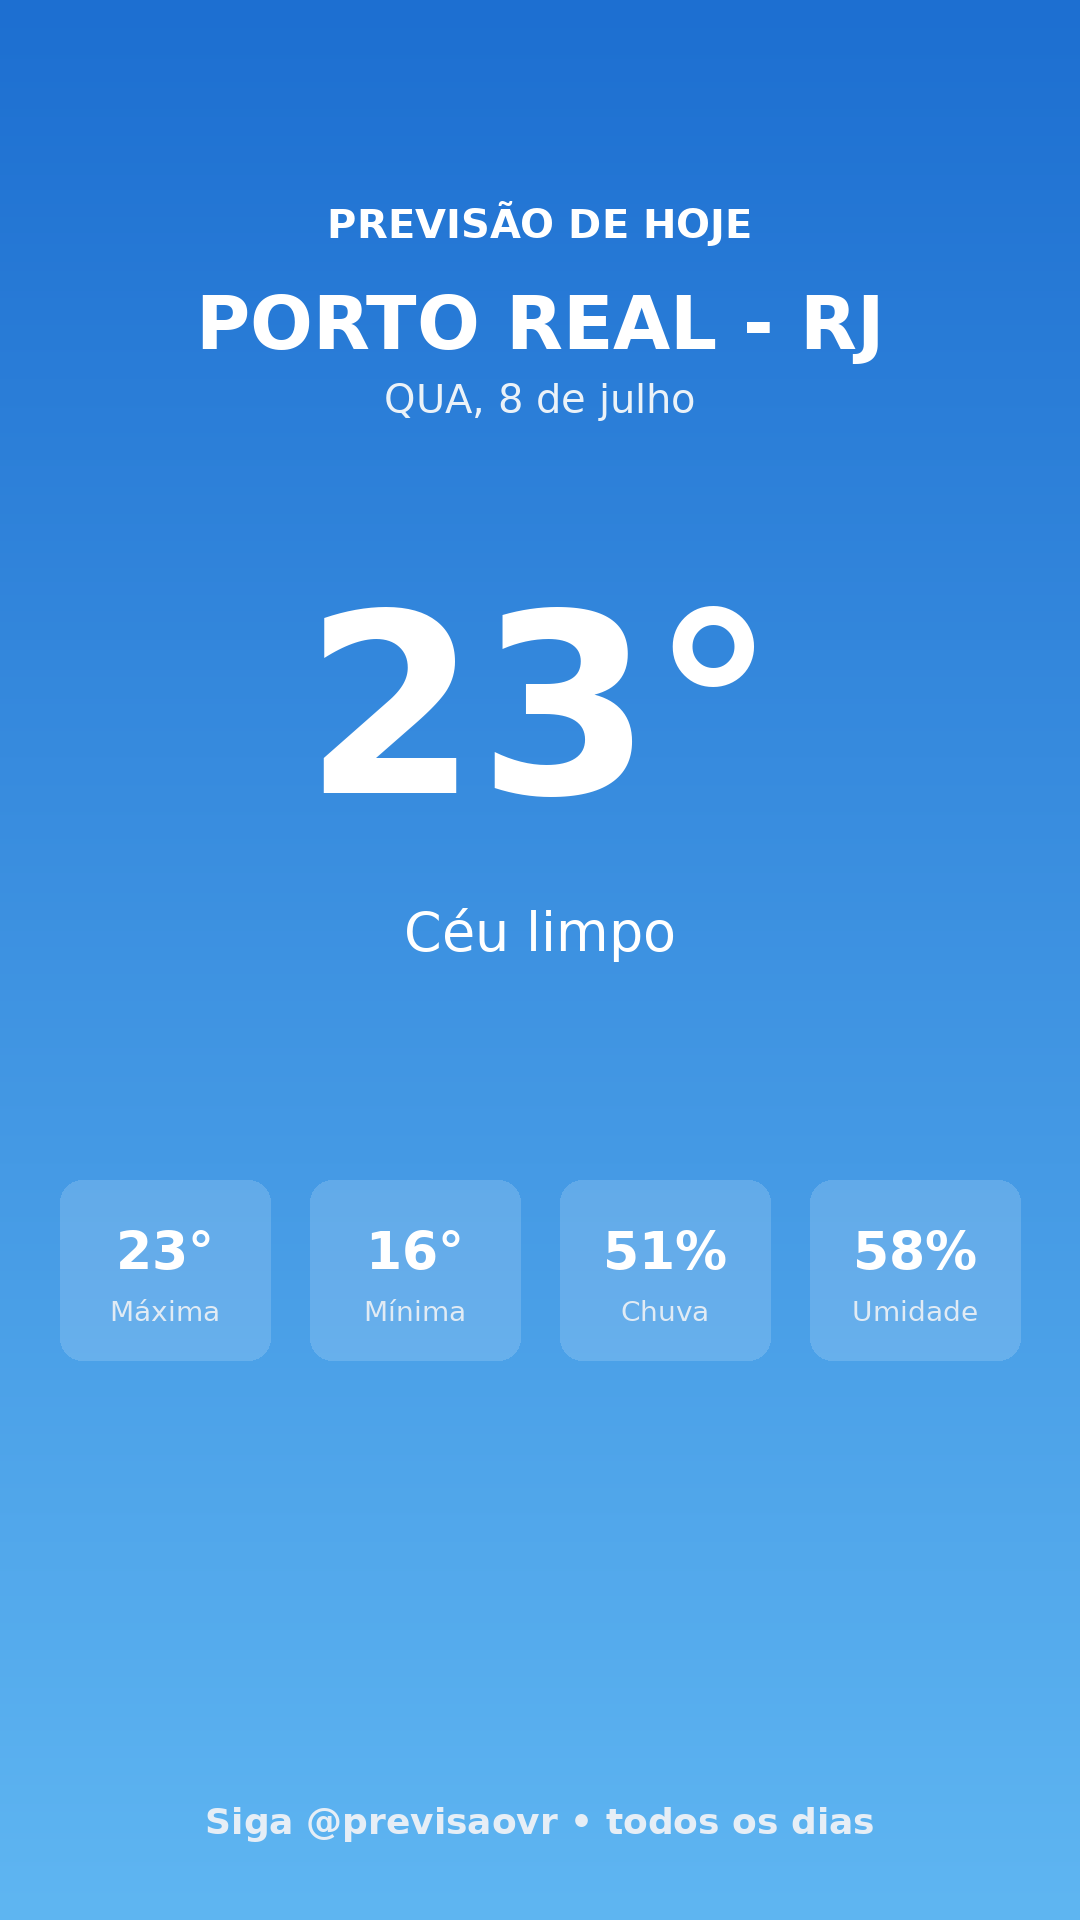 PREVISÃO DE HOJE
PORTO REAL - RJ
QUA, 8 de julho
23°
Céu limpo
23° 16° 51% 58%
Máxima Mínima Chuva Umidade
Siga @previsaovr • todos os dias